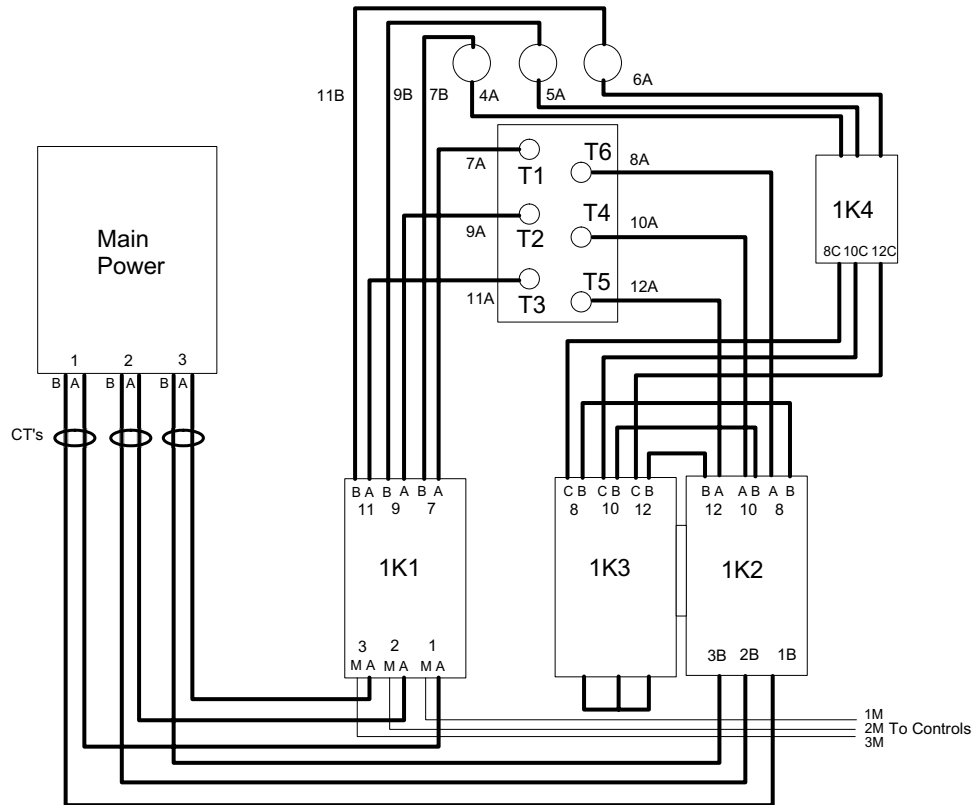 11B
9B
7B
4A
5A
6A
7A
T1
T6
8A
9A
T2
T4
10A
11A
T3
T5
12A
1K4
8C 10C 12C
Main
Power
1 2 3
B A B A B A
CT's
B A B A B A
11 9 7
1K1
3 2 1
M A M A M A
C B C B C B
8 10 12
1K3
B A A B A B
12 10 8
1K2
3B 2B 1B
1M
2M To Controls
3M